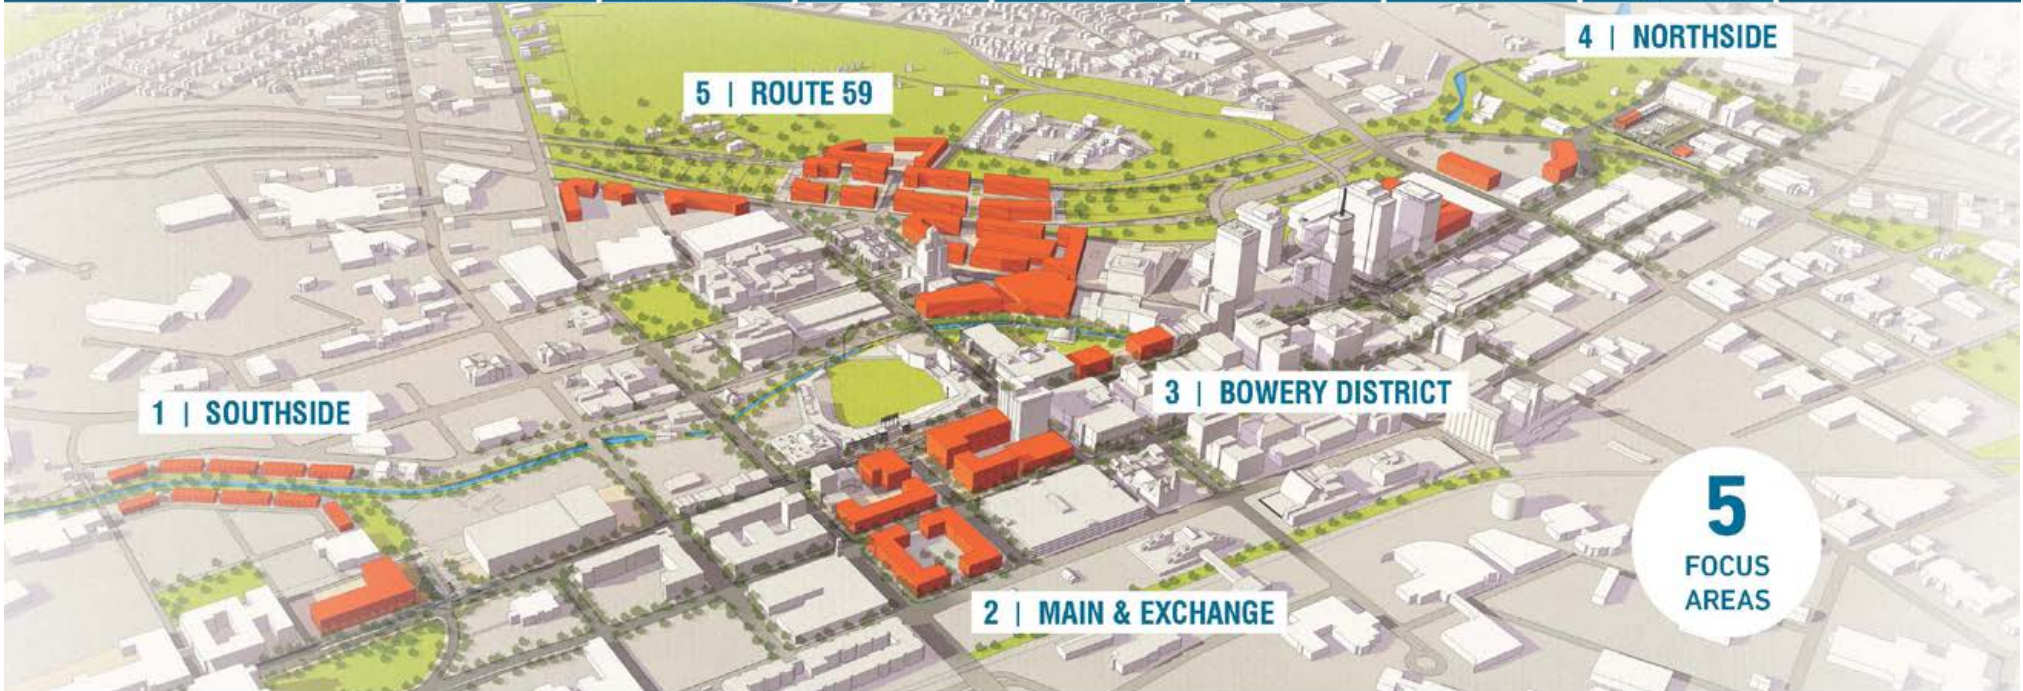 4 | NORTHSIDE
5 | ROUTE 59
3 | BOWERY DISTRICT
1 | SOUTHSIDE
5
FOCUS
AREAS
2 | MAIN & EXCHANGE